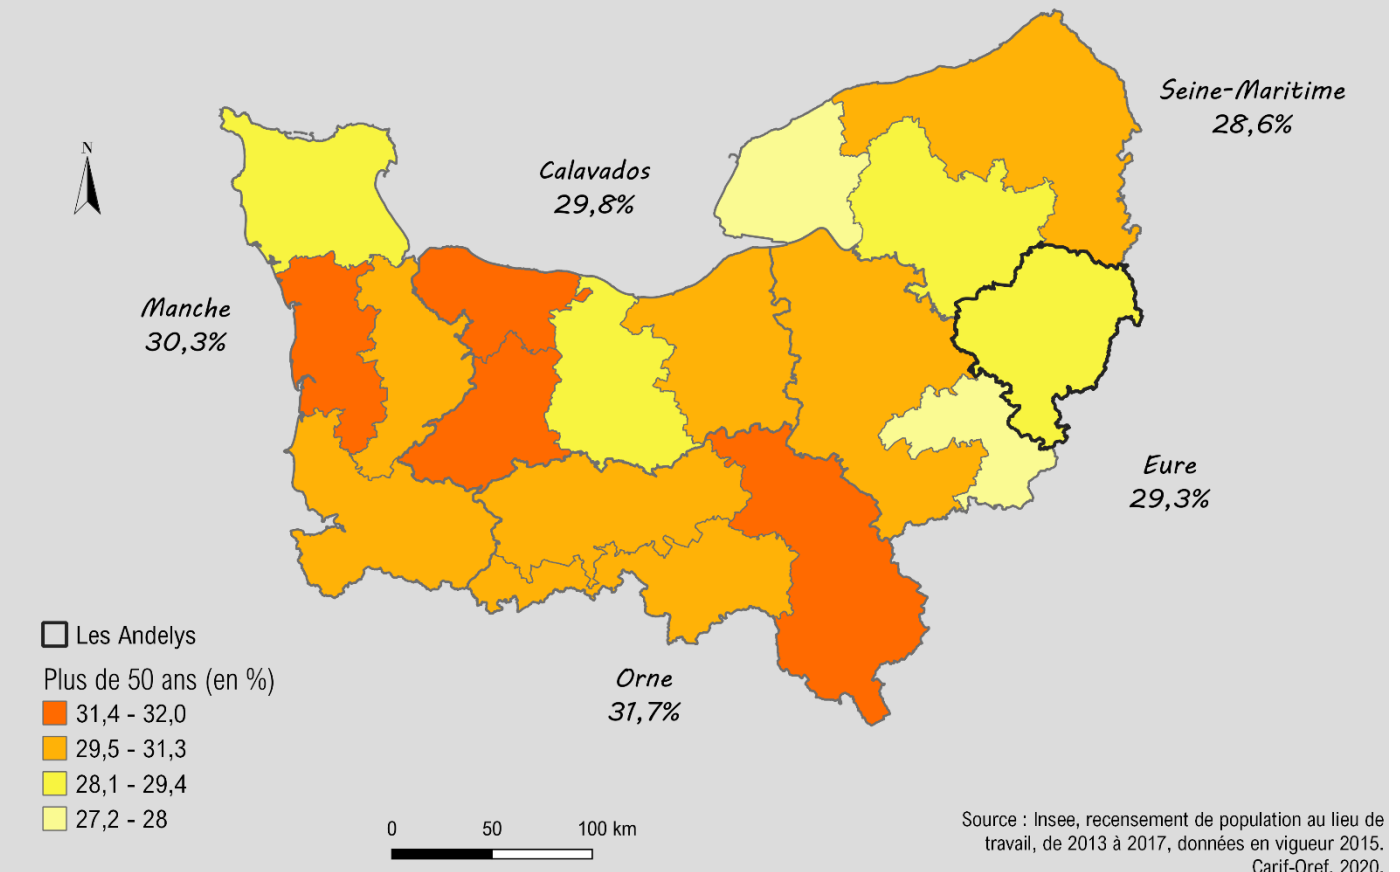 Seine-Maritime
28,6%
N
Calavados
29,8%
Manche
30,3%
Eure
29,3%
Les Andelys
Plus de 50 ans (en %)
31,4 - 32,0
29,5 - 31,3
28,1 - 29,4
27,2 - 28
Orne
31,7%
0 50 100 km
Source : Insee, recensement de population au lieu de
travail, de 2013 à 2017, données en vigueur 2015.
Carif-Oref, 2020.